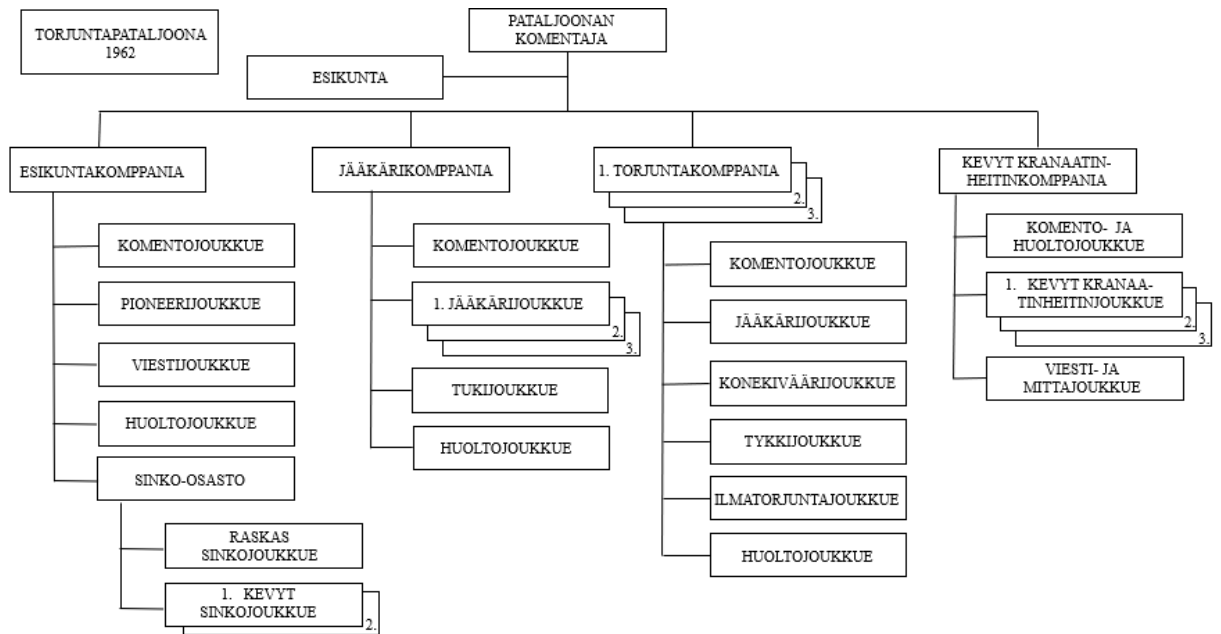 TORJUNTAPATALJOONA
1962
PATALJOONAN
KOMENTAJA
ESIKUNTA
ESIKUNTAKOMPPANIA
KOMENTOJOUKKUE
PIONEERIJOUKKUE
VIESTIJOUKKUE
HUOLTOJOUKKUE
SINKO-OSASTO
RASKAS
SINKOJOUKKUE
1. KEVYT
SINKOJOUKKUE
2.
JÄÄKÄRIKOMPPANIA
KOMENTOJOUKKUE
1. JÄÄKÄRIJOUKKUE
2.
3.
TUKIJOUKKUE
HUOLTOJOUKKUE
1. TORJUNTAKOMPPANIA
2.
3.
KOMENTOJOUKKUE
JÄÄKÄRIJOUKKUE
KONEKIVÄÄRIJOUKKUE
TYKKIJOUKKUE
ILMATORJUNTAJOUKKUE
HUOLTOJOUKKUE
KEVYT KRANAATIN-
HEITINKOMPPANIA
KOMENTO- JA
HUOLTOJOUKKUE
1. KEVYT KRANAA-
TINHEITINJOUKKUE
2.
3.
VIESTI- JA
MITTAJOUKKUE